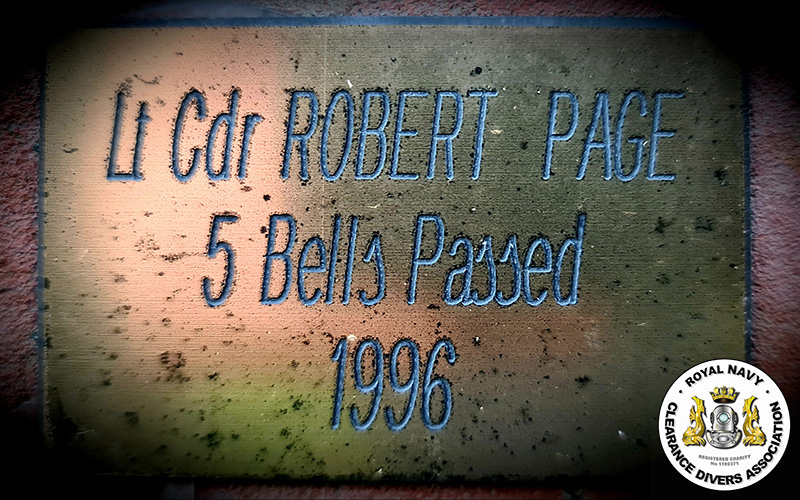 Lt Cdr ROBERT PAGE
5 Bells Passed
1996
ROYAL NAVY
CLEARANCE DIVERS ASSOCIATION
REGISTERED CHARITY